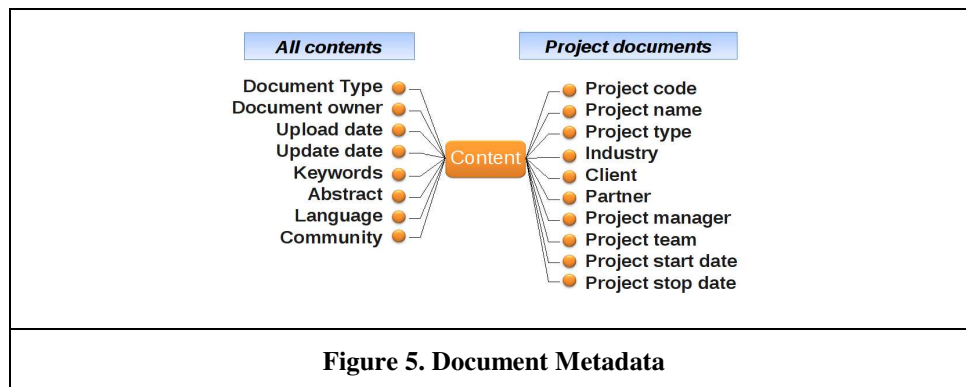 All contents
Document Type
Document owner
Upload date
Update date
Keywords
Abstract
Language
Community
Content
Project documents
Project code
Project name
Project type
Industry
Client
Partner
Project manager
Project team
Project start date
Project stop date
Figure 5. Document Metadata